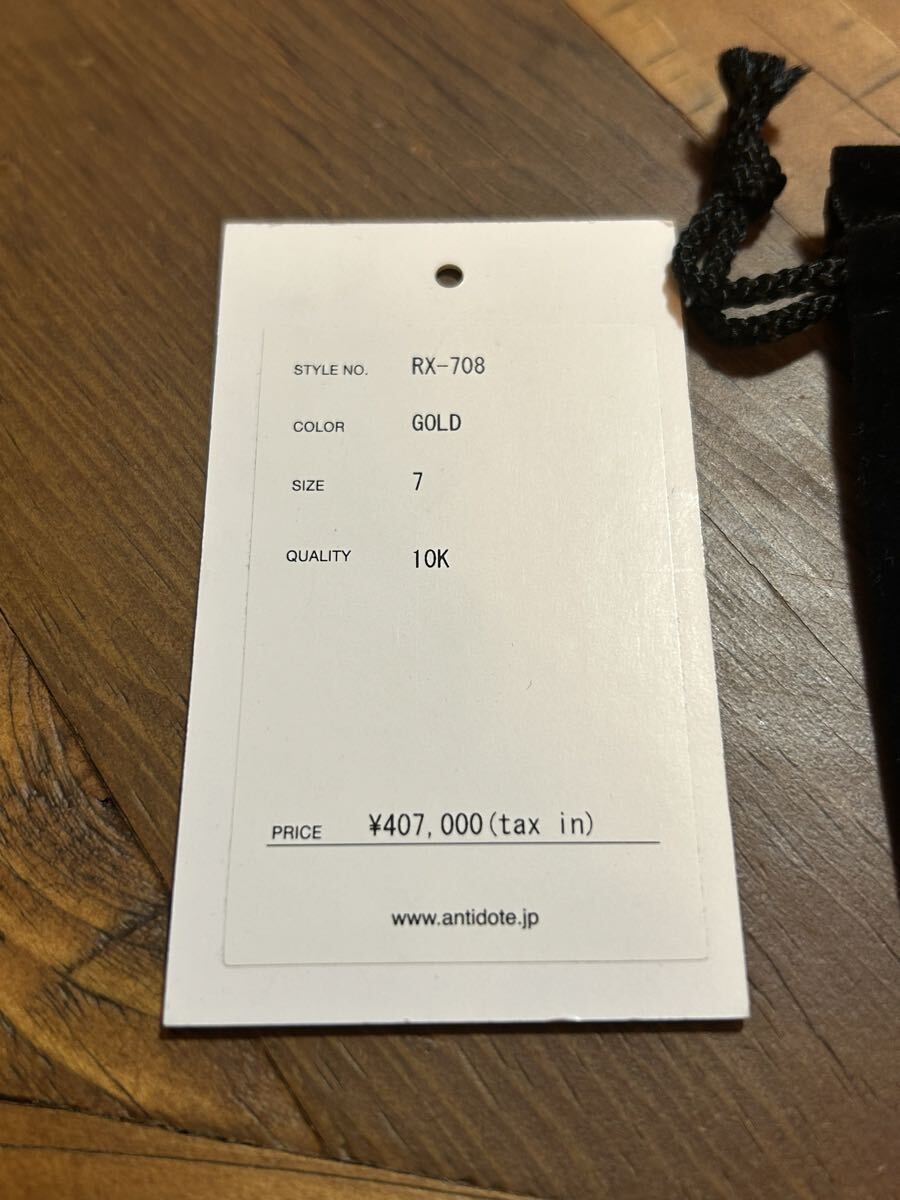 STYLE NO. RX-708
COLOR GOLD
SIZE 7
QUALITY 10K
PRICE ¥407,000(tax in)
www.antidote.jp